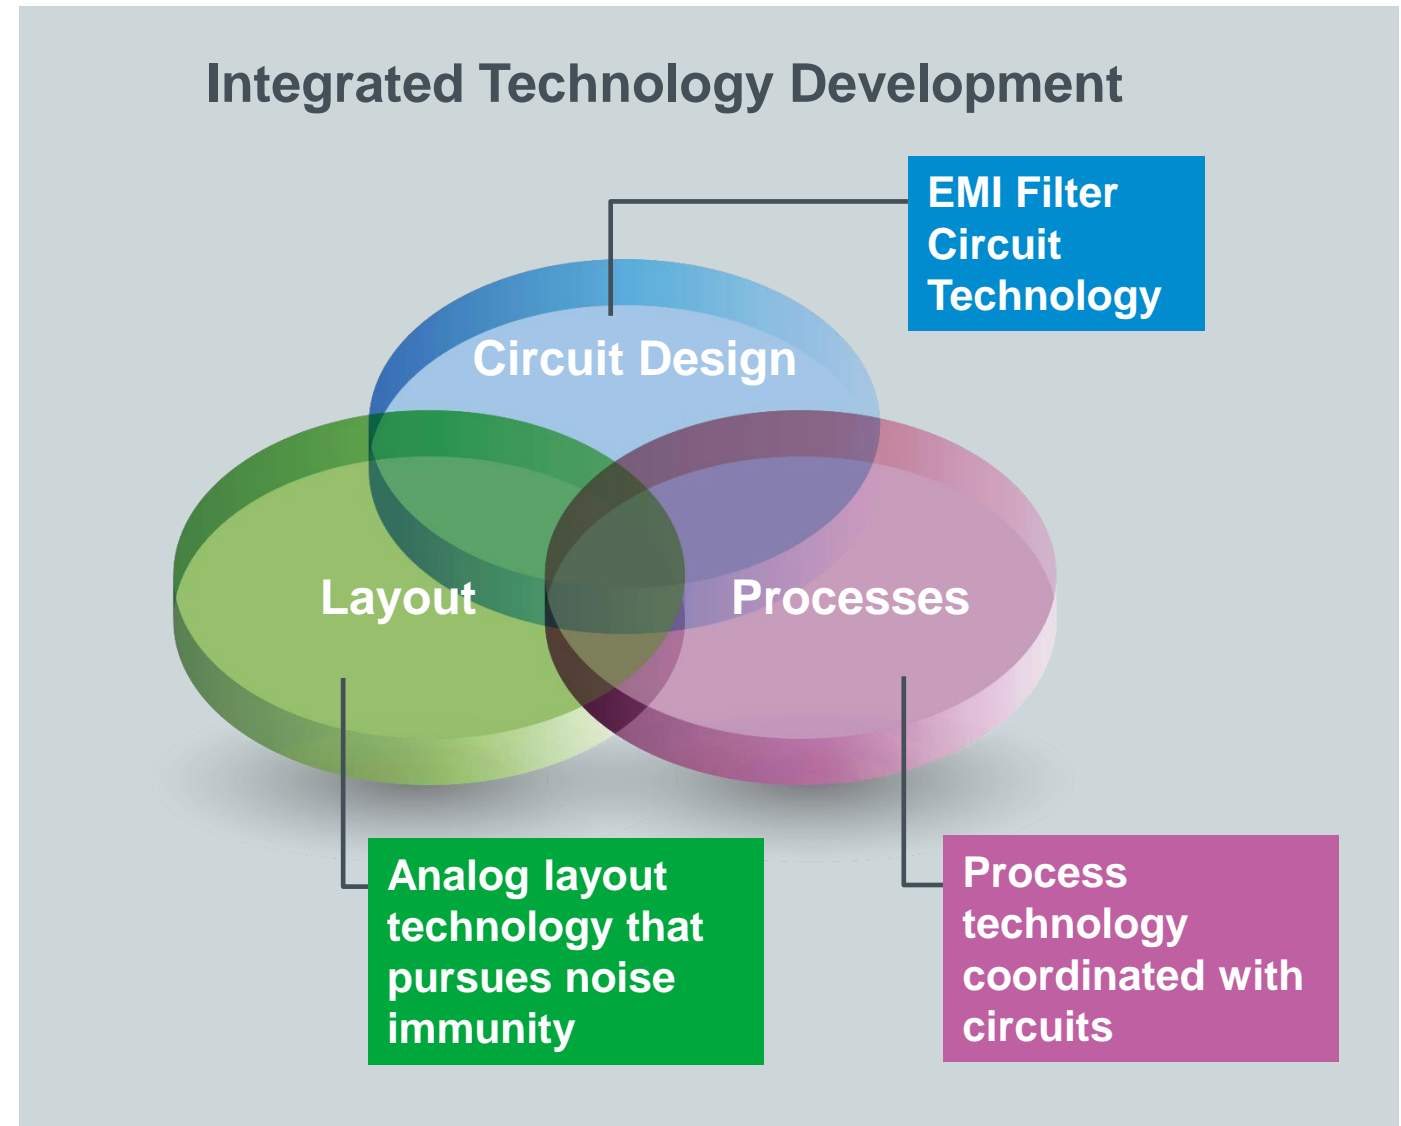 Integrated Technology Development
EMI Filter
Circuit
Technology
Circuit Design
Layout
Processes
Analog layout
technology that
pursues noise
immunity
Process
technology
coordinated with
circuits